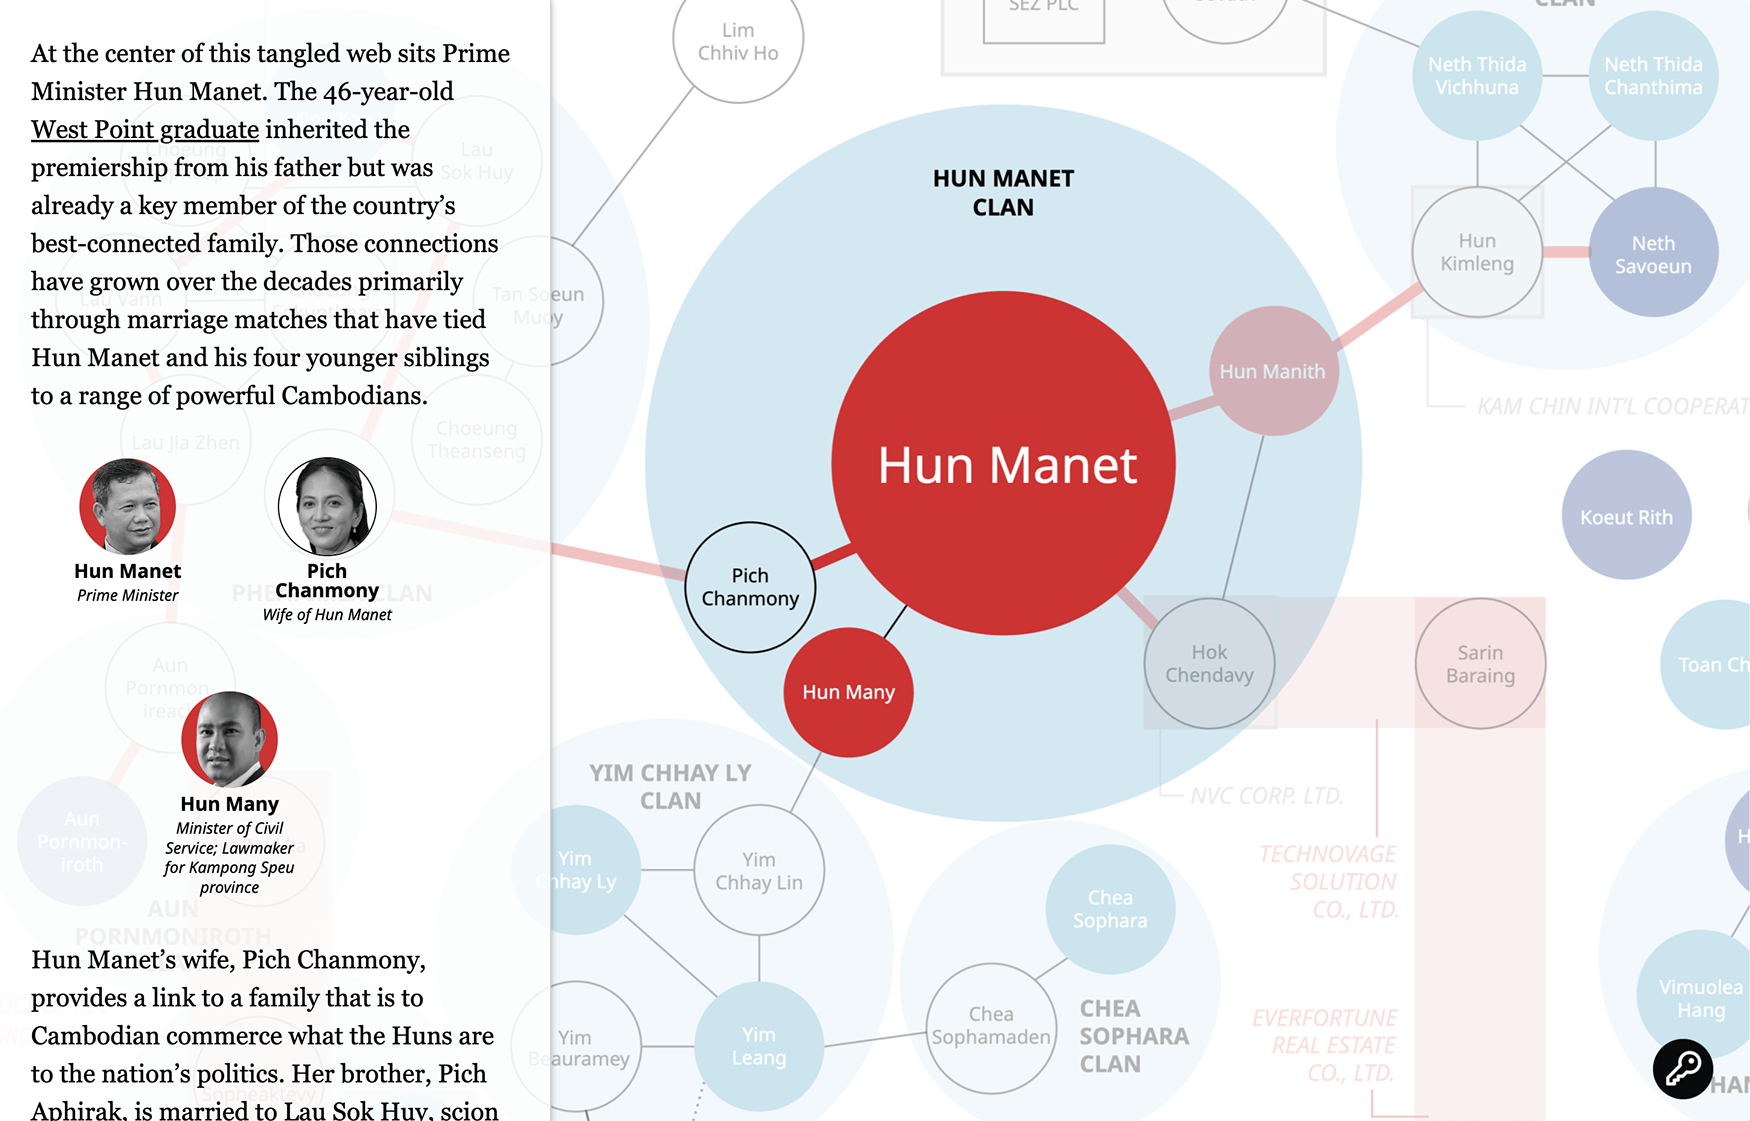 At the center of this tangled web sits Prime
Minister Hun Manet. The 46-year-old
West Point graduate inherited the
premiership from his father but was
already a key member of the country’s
best-connected family. Those connections
have grown over the decades primarily
through marriage matches that have tied
Hun Manet and his four younger siblings
to a range of powerful Cambodians.
Hun Manet
Prime Minister
Pich
Chanmony
Wife of Hun Manet
Hun Many
Minister of Civil
Service; Lawmaker
for Kampong Speu
province
Hun Manet’s wife, Pich Chanmony,
provides a link to a family that is to
Cambodian commerce what the Huns are
to the nation’s politics. Her brother, Pich
Aphirak, is married to Lau Sok Huy, scion
Choeung
Lau
Sok Huy
Lau Vann
Tan Soeun
Muoy
Lau Jia Zhen
Choeung
Theanseng
CLAN
Aun
Pornmon-
ireach
Aun
Pornmon-
iroth
AUN
PORNMONIROTH
Sopheaktevy
Lim
Chhiv Ho
SEZ PLC
HUN MANET
CLAN
Hun Manet
Hun Manith
Pich
Chanmony
Hun Many
Hok
Chendavy
Sarin
Baraing
CLAN
Neth Thida
Vichhuna
Neth Thida
Chanthima
Hun
Kimleng
Neth
Savoeun
KAM CHIN INT’L COOPERAT
Koeut Rith
Toan Ch
NVC CORP. LTD.
TECHNOVAGE
SOLUTION
CO., LTD.
EVERFORTUNE
REAL ESTATE
CO., LTD.
YIM CHHAY LY
CLAN
Yim
Chhay Ly
Yim
Chhay Lin
Yim
Beauramey
Yim
Leang
Chea
Sophara
Chea
Sophamaden
CHEA
SOPHARA
CLAN
H
Vimuolea
Hang
HAN